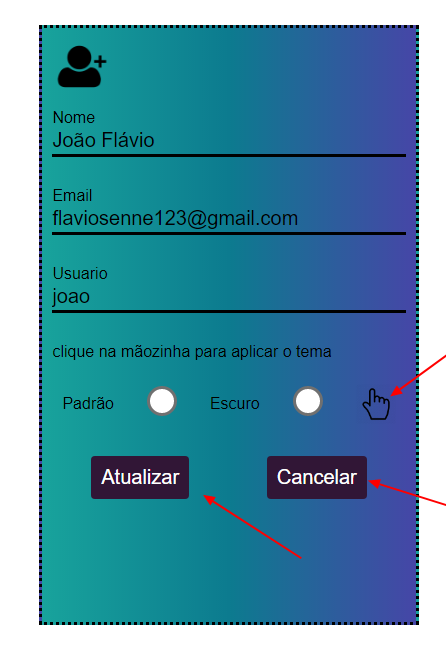 Nome
João Flávio
Email
flaviosenne123@gmail.com
Usuario
joao
clique na mãozinha para aplicar o tema
Padrão Escuro
Atualizar Cancelar